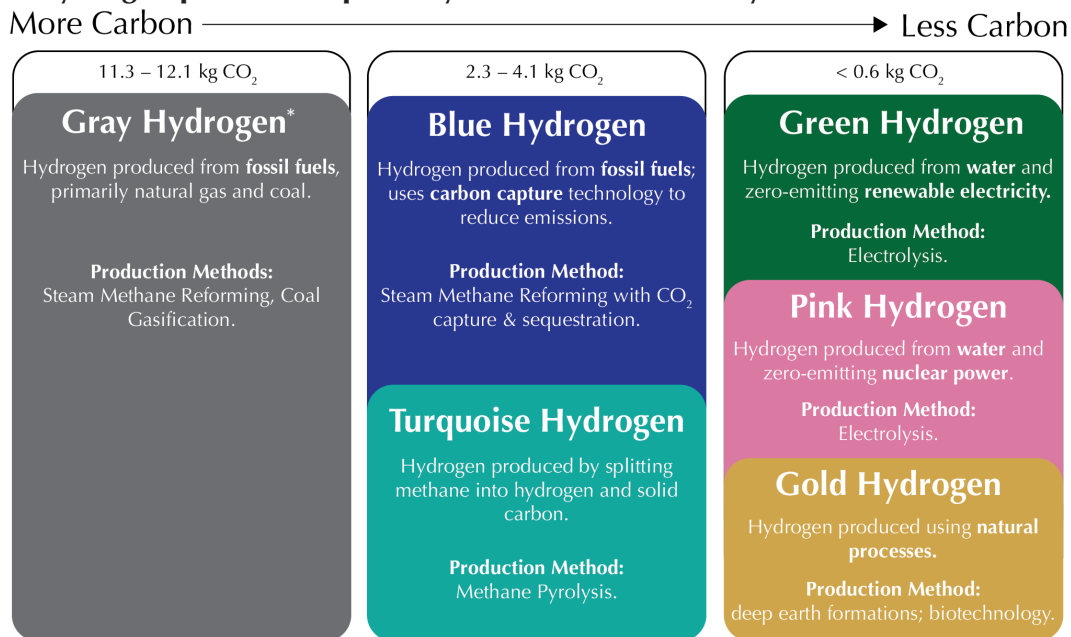 More Carbon
Less Carbon
11.3 – 12.1 kg CO₂
Gray Hydrogen*
Hydrogen produced from fossil fuels,
primarily natural gas and coal.
Production Methods:
Steam Methane Reforming, Coal
Gasification.
2.3 – 4.1 kg CO₂
Blue Hydrogen
Hydrogen produced from fossil fuels;
uses carbon capture technology to
reduce emissions.
Production Method:
Steam Methane Reforming with CO₂
capture & sequestration.
Turquoise Hydrogen
Hydrogen produced by splitting
methane into hydrogen and solid
carbon.
Production Method:
Methane Pyrolysis.
< 0.6 kg CO₂
Green Hydrogen
Hydrogen produced from water and
zero-emitting renewable electricity.
Production Method:
Electrolysis.
Pink Hydrogen
Hydrogen produced from water and
zero-emitting nuclear power.
Production Method:
Electrolysis.
Gold Hydrogen
Hydrogen produced using natural
processes.
Production Method:
deep earth formations; biotechnology.